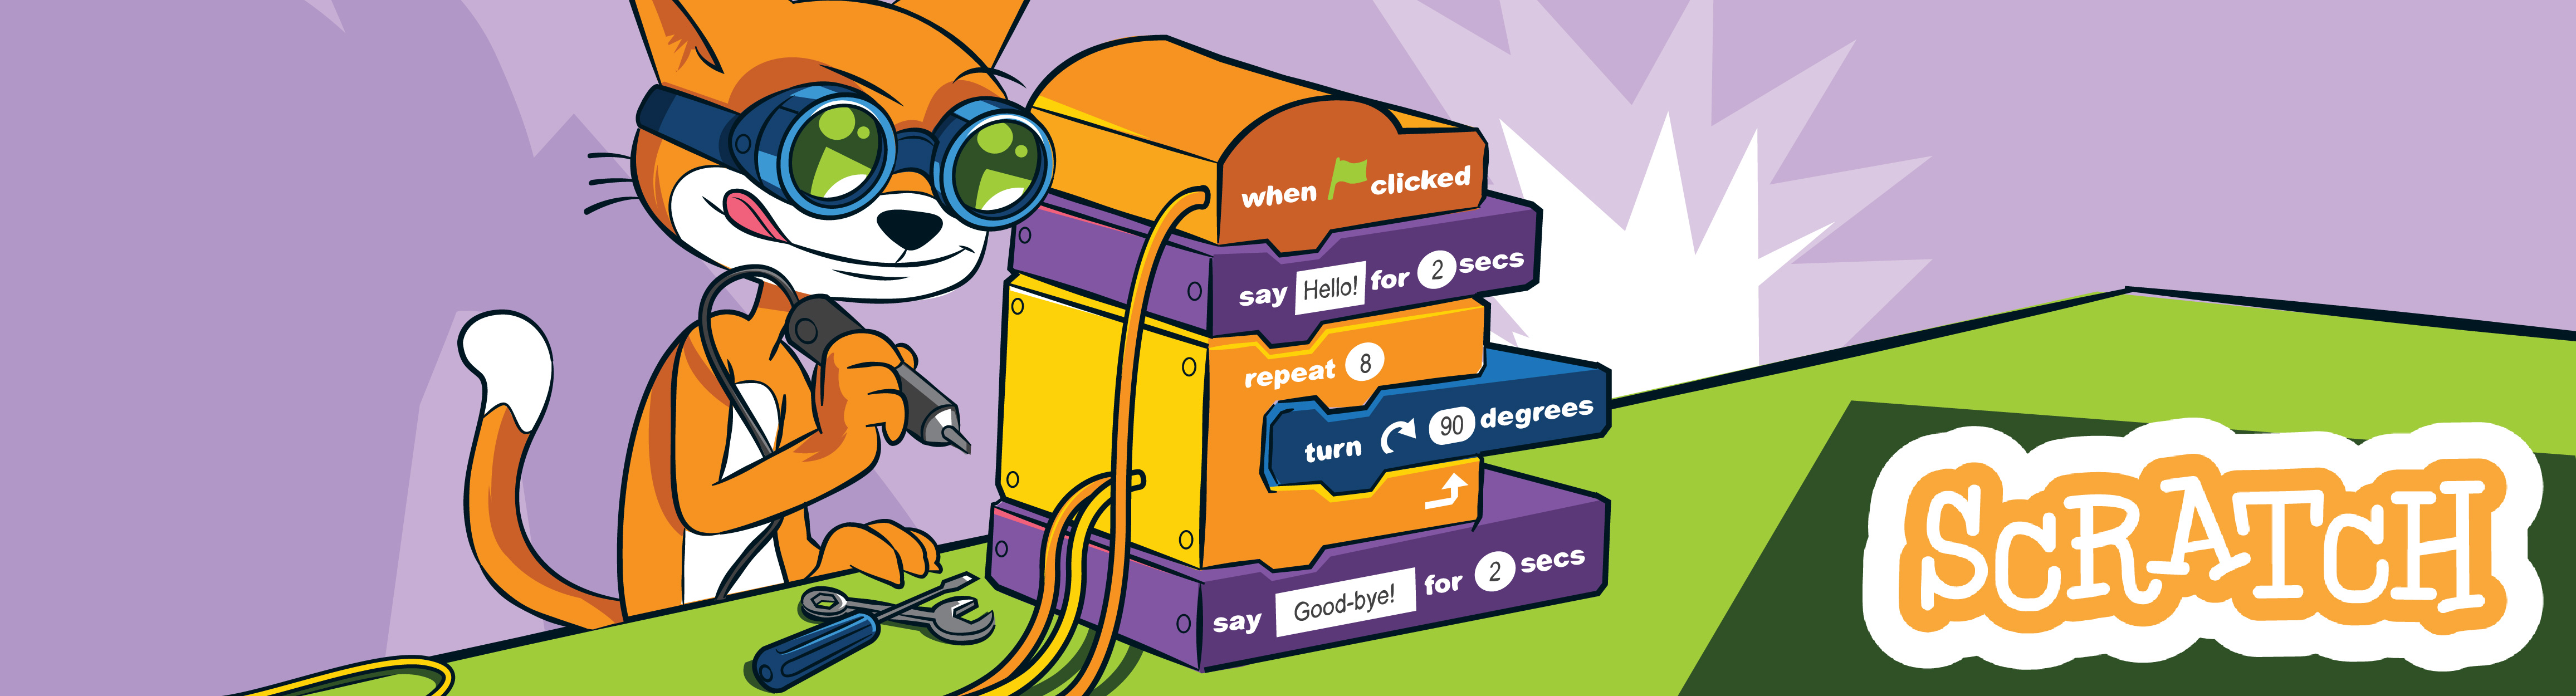 when clicked
say Hello! for 2 secs
repeat 8
turn 90 degrees
say Good-bye! for 2 secs
SCRATCH